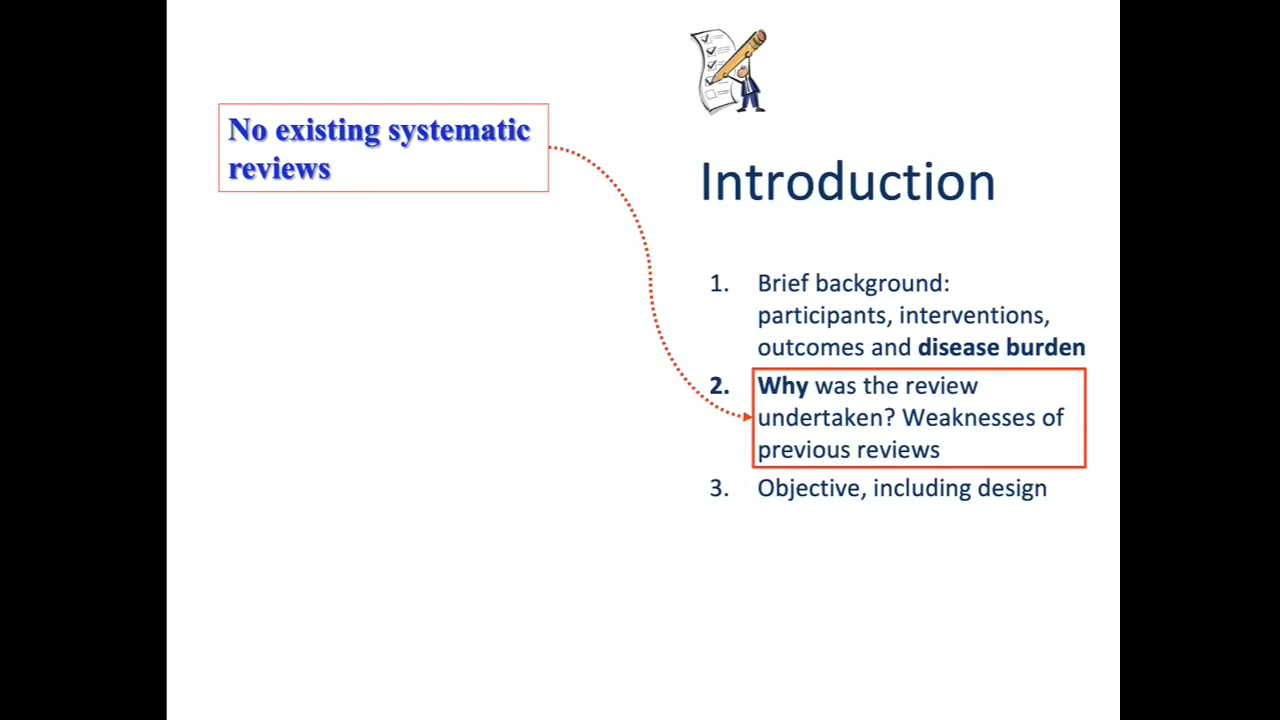 No existing systematic
reviews
Introduction
1. Brief background:
participants, interventions,
outcomes and disease burden
2. Why was the review
undertaken? Weaknesses of
previous reviews
3. Objective, including design